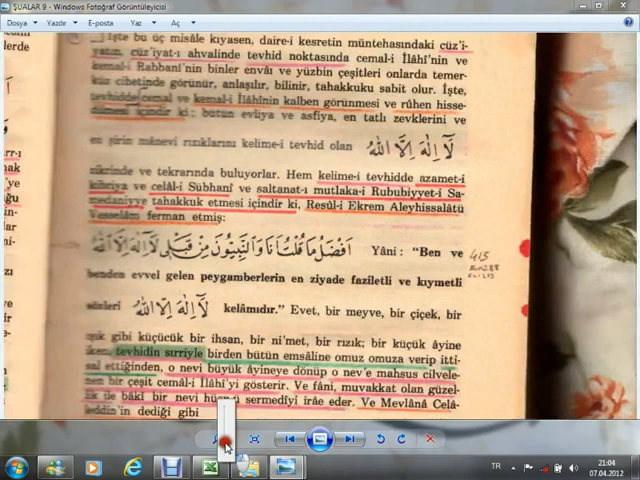 ŞUALAR 9 - Windows Fotoğraf Görüntüleyicisi
Dosya Yazdır E-posta Yaz Aç
İşte bu üç misâle kıyasen, daire-i kesretin müntehasındaki cüz'i-
yatın, cüz'iyat-ı ahvalinde tevhid noktasında cemal-i İlâhî'nin ve
kemal-i Rabbanî'nin binler envâı ve yüzbin çeşitleri onlarda temer-
küz cihetinde görünür, anlaşılır, bilinir, tahakkuku sabit olur. İşte,
tevhidde cemal ve kemal-i İlâhînin kalben görünmesi ve rûhen hisse-
dilmesi içindir ki; bütün evliya ve asfiya, en tatlı zevklerini ve
en şirin mânevî rızıklarını kelime-i tevhid olan لَٓا اِلٰهَ اِلَّا اللّٰهُ
zikrinde ve tekrarında buluyorlar. Hem kelime-i tevhidde azamet-i
kibriya ve celâl-i Sübhanî ve saltanat-ı mutlaka-i Rububiyyet-i Sa-
medaniyye tahakkuk etmesi içindir ki, Resûl-i Ekrem Aleyhissalâtü
Vesselâm ferman etmiş:
اَفْضَلُ مَا قُلْتُ اَنَا وَالنَّبِيُّونَ مِنْ قَبْلِى لَٓا اِلٰهَ اِلَّا اللّٰهُ Yâni: "Ben ve
benden evvel gelen peygamberlerin en ziyade faziletli ve kıymetli
sözleri لَٓا اِلٰهَ اِلَّا اللّٰهُ kelâmıdır." Evet, bir meyve, bir çiçek, bir
ışık gibi küçücük bir ihsan, bir ni'met, bir rızık; bir küçük âyine
iken, tevhidin sırriyle birden bütün emsâline omuz omuza verip itti-
sal ettiğinden, o nevi büyük âyineye dönüp o nev'e mahsus cilvele-
nen bir çeşit cemâl-i İlâhî'yi gösterir. Ve fâni, muvakkat olan güzel-
lik ile bâki bir nevi hüsn-ü sermedîyi irâe eder. Ve Mevlâna Celâ-
leddin'in dediği gibi
415
TR
21:04
07.04.2012